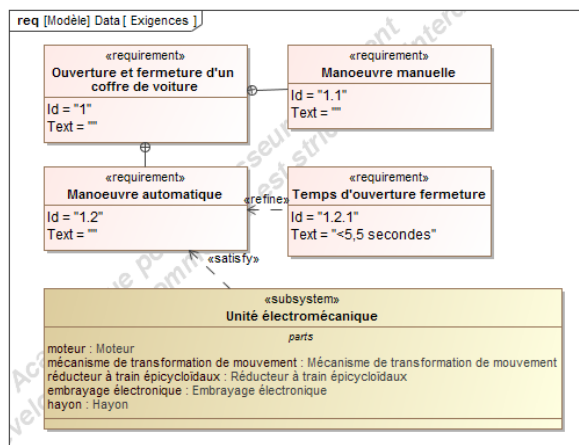 req [Modèle] Data [ Exigences ]
«requirement»
Ouverture et fermeture d'un
coffre de voiture
Id = "1"
Text = ""
«requirement»
Manoeuvre manuelle
Id = "1.1"
Text = ""
«requirement»
Manoeuvre automatique
Id = "1.2"
Text = ""
«refine»
«requirement»
Temps d'ouverture fermeture
Id = "1.2.1"
Text = "<5,5 secondes"
«satisfy»
«subsystem»
Unité électromécanique
parts
moteur : Moteur
mécanisme de transformation de mouvement : Mécanisme de transformation de mouvement
réducteur à train épicycloïdaux : Réducteur à train épicycloïdaux
embrayage électronique : Embrayage électronique
hayon : Hayon